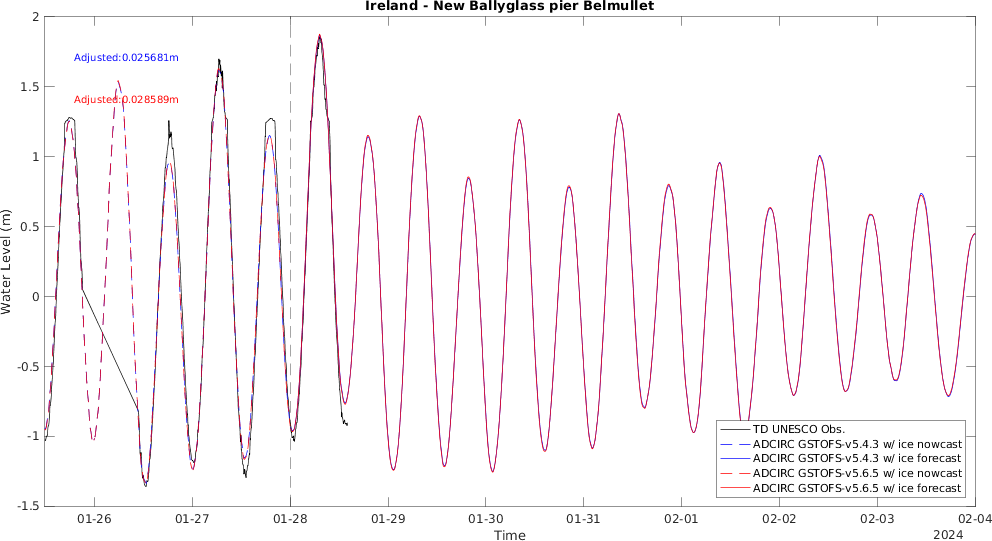 Ireland - New Ballyglass pier Belmullet
Water Level (m)
2
1.5
1
0.5
0
-0.5
-1
-1.5
Adjusted:0.025681m
Adjusted:0.028589m
TD UNESCO Obs.
ADCIRC GSTOFS-v5.4.3 w/ ice nowcast
ADCIRC GSTOFS-v5.4.3 w/ ice forecast
ADCIRC GSTOFS-v5.6.5 w/ ice nowcast
ADCIRC GSTOFS-v5.6.5 w/ ice forecast
01-26 01-27 01-28 01-29 01-30 01-31 02-01 02-02 02-03 02-04
Time
2024